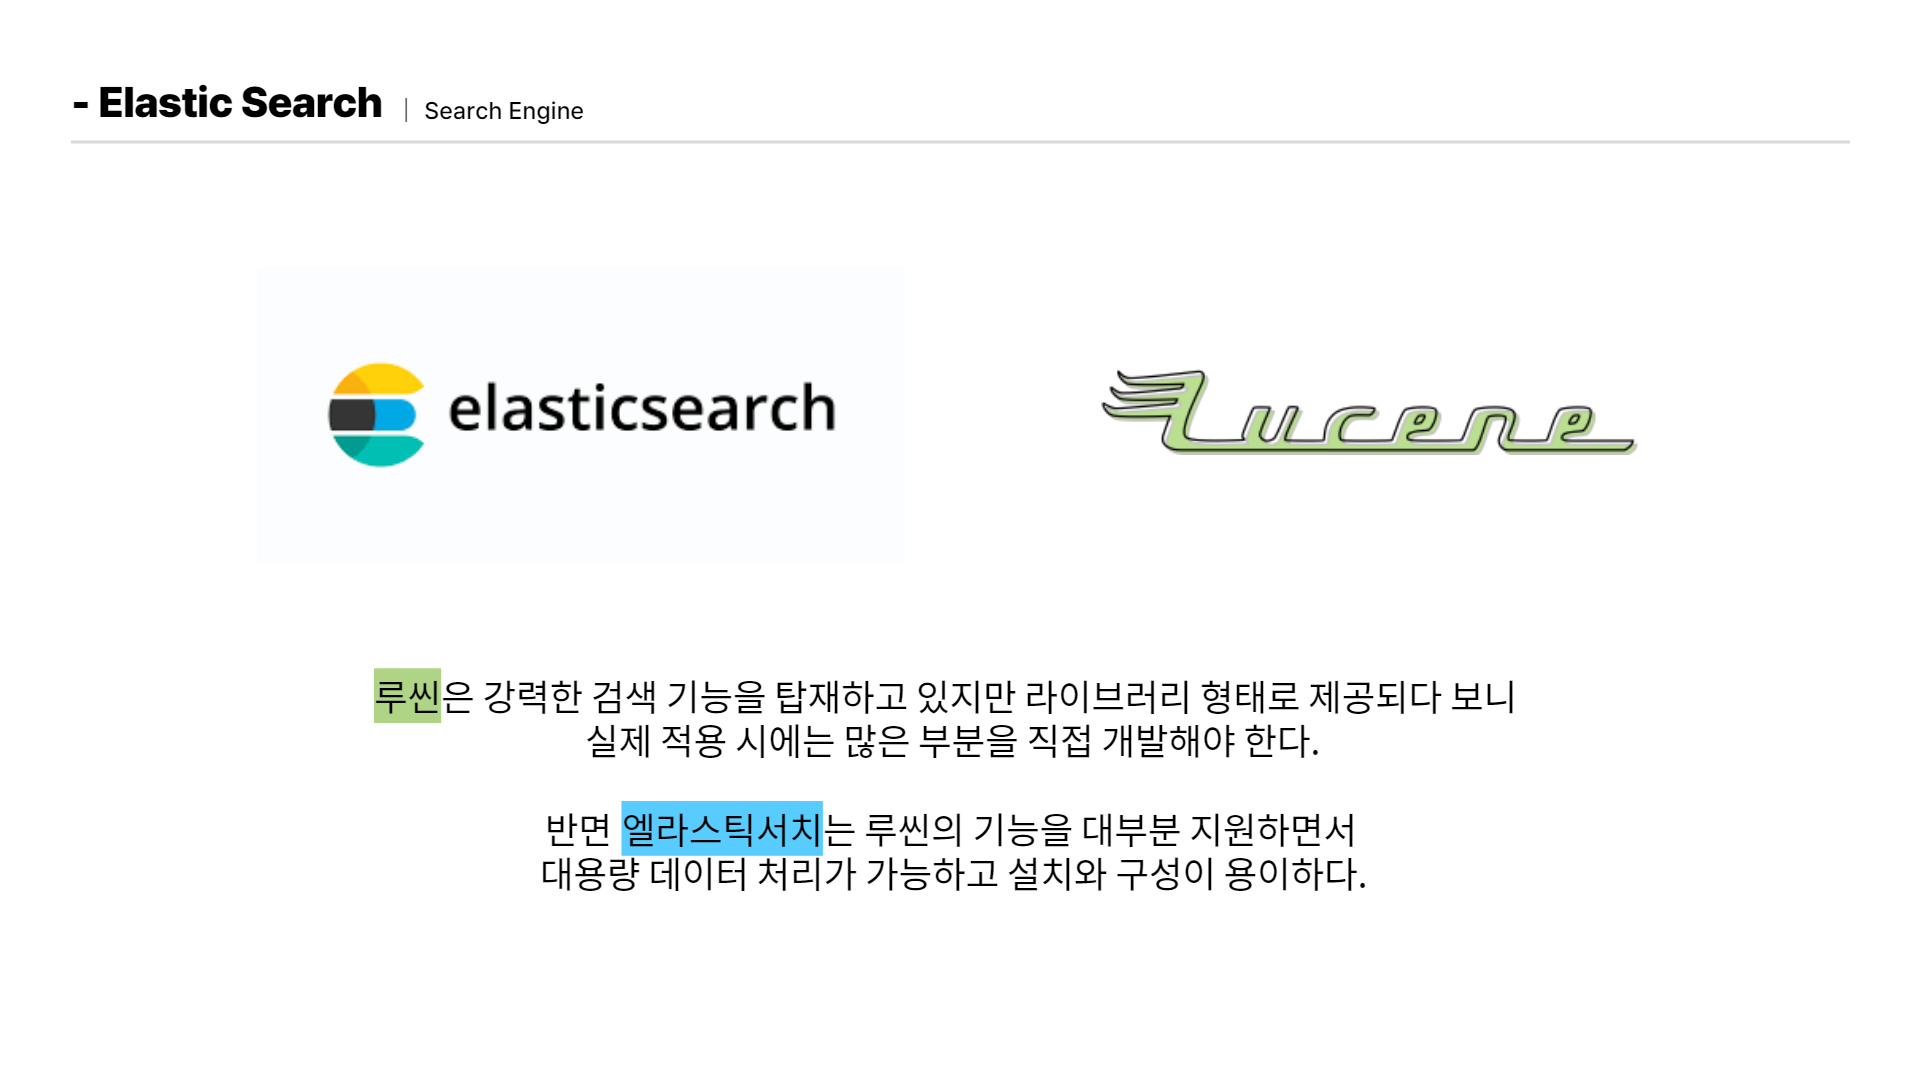 - Elastic Search | Search Engine
elasticsearch
Lucene
루씬은 강력한 검색 기능을 탑재하고 있지만 라이브러리 형태로 제공되다 보니
실제 적용 시에는 많은 부분을 직접 개발해야 한다.
반면 엘라스틱서치는 루씬의 기능을 대부분 지원하면서
대용량 데이터 처리가 가능하고 설치와 구성이 용이하다.